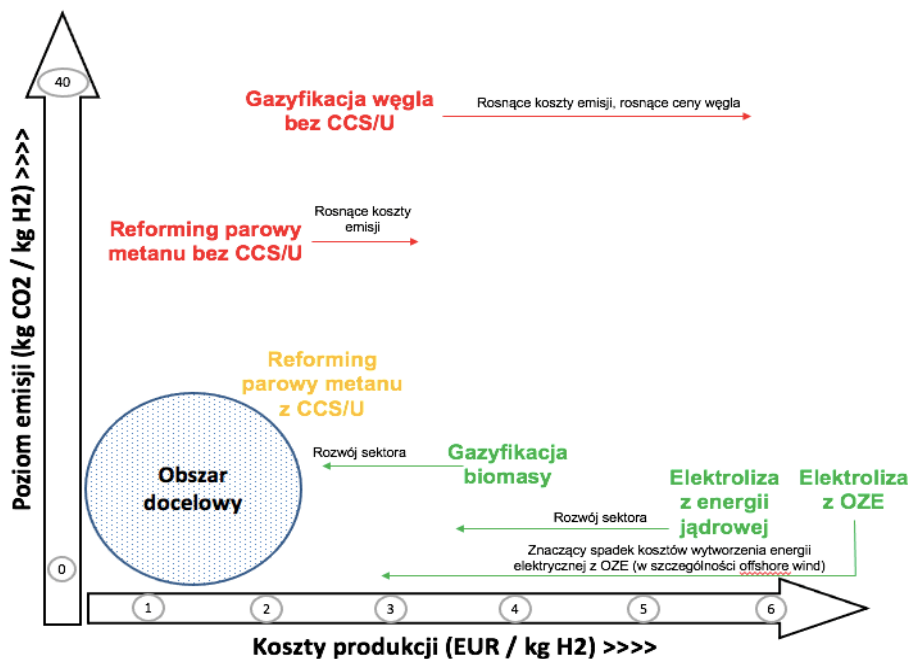 40
Poziom emisji (kg CO2 / kg H2) >>>>
0
Gazyfikacja węgla
bez CCS/U
Rosnące koszty emisji, rosnące ceny węgla
Reforming parowy
metanu bez CCS/U
Rosnące koszty
emisji
Reforming
parowy metanu
z CCS/U
Obszar
docelowy
Rozwój sektora
Gazyfikacja
biomasy
Elektroliza
z energii
jądrowej
Elektroliza
z OZE
Rozwój sektora
Znaczący spadek kosztów wytworzenia energii
elektrycznej z OZE (w szczególności offshore wind)
1 2 3 4 5 6
Koszty produkcji (EUR / kg H2) >>>>